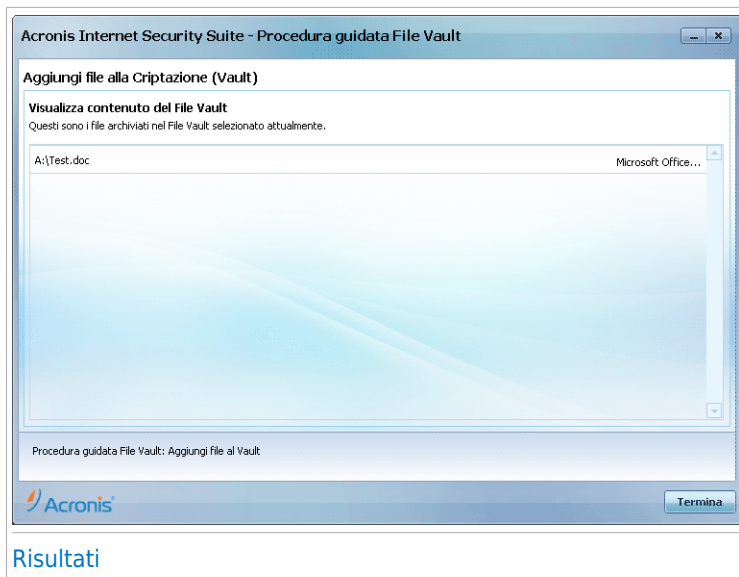 Acronis Internet Security Suite - Procedura guidata File Vault
Aggiungi file alla Criptazione (Vault)
Visualizza contenuto del File Vault
Questi sono i file archiviati nel File Vault selezionato attualmente.
A:\Test.doc Microsoft Office...
Procedura guidata File Vault: Aggiungi file al Vault
Acronis
Termina
Risultati